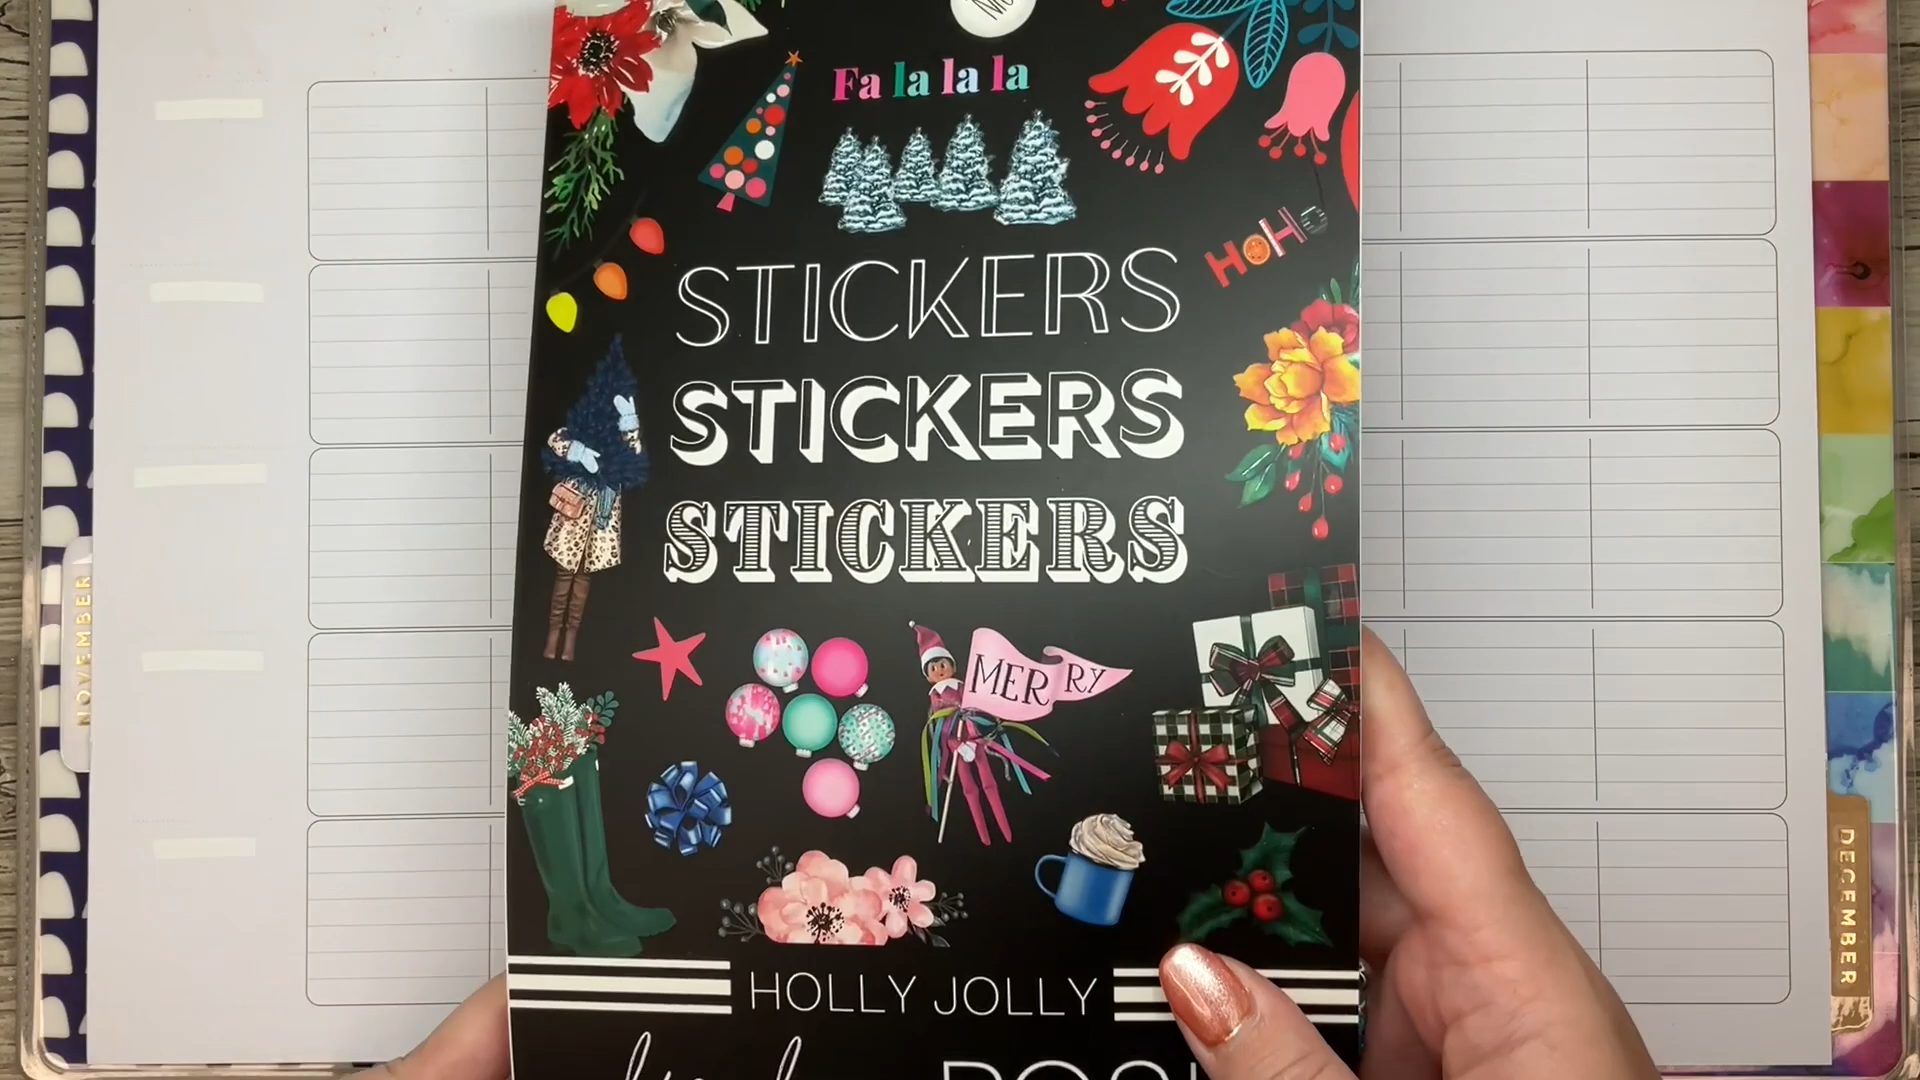 Fa la la la
HoHo
STICKERS
STICKERS
STICKERS
MERRY
HOLLY JOLLY
NOVEMBER
DECEMBER